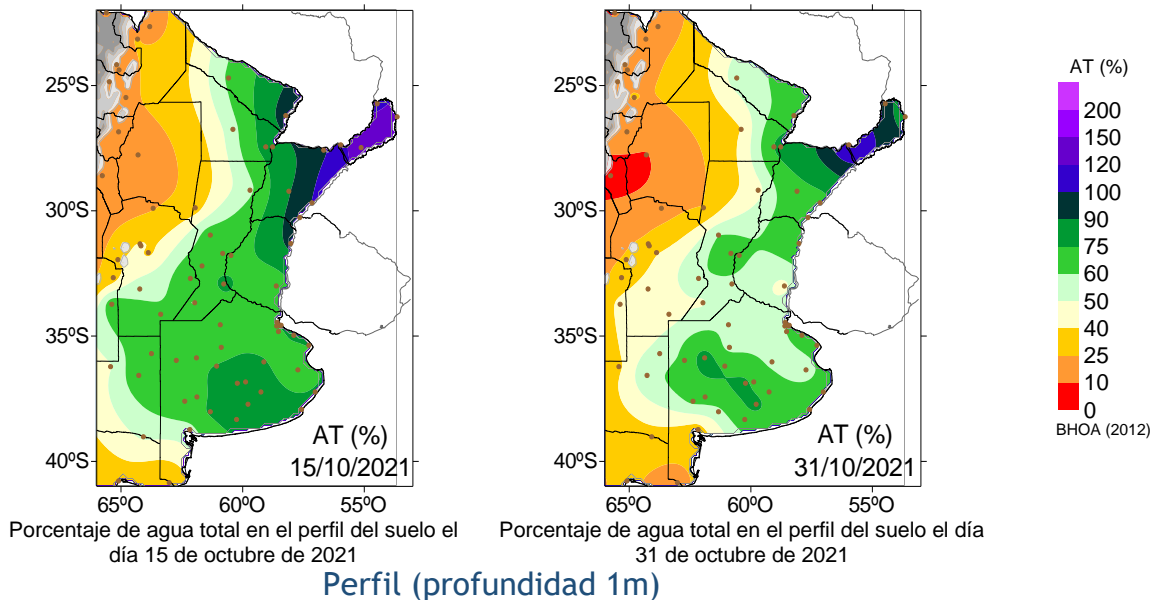 25ºS
30ºS
35ºS
40ºS
65ºO
60ºO
55ºO
AT (%)
15/10/2021
Porcentaje de agua total en el perfil del suelo el
día 15 de octubre de 2021
25ºS
30ºS
35ºS
40ºS
65ºO
60ºO
55ºO
AT (%)
31/10/2021
Porcentaje de agua total en el perfil del suelo el día
31 de octubre de 2021
AT (%)
200
150
120
100
90
75
60
50
40
25
10
0
BHOA (2012)
Perfil (profundidad 1m)